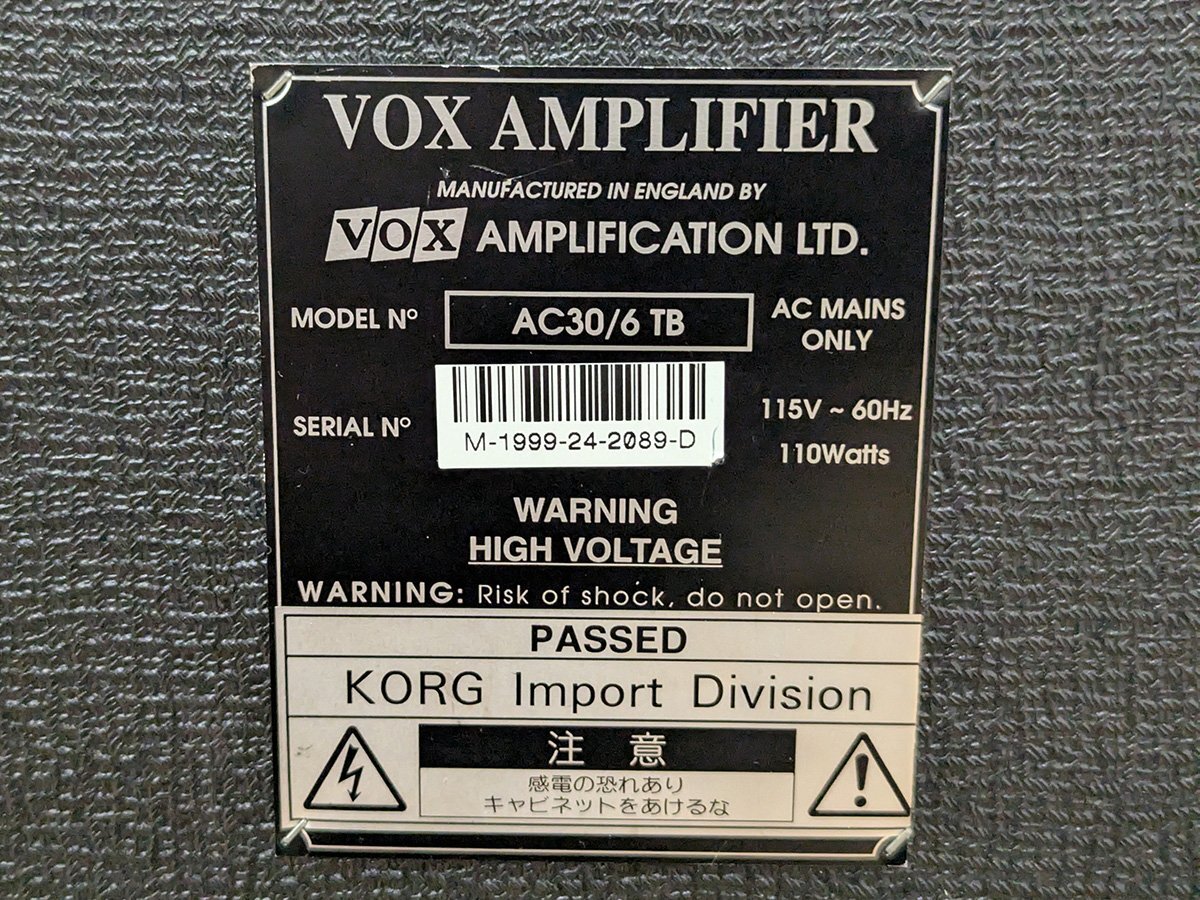 VOX AMPLIFIER
MANUFACTURED IN ENGLAND BY
VOX AMPLIFICATION LTD.
MODEL Nº AC30/6 TB AC MAINS ONLY
SERIAL Nº M-1999-24-2089-D 115V ~ 60Hz
110Watts
WARNING
HIGH VOLTAGE
WARNING: Risk of shock, do not open.
PASSED
KORG Import Division
注 意
感電の恐れあり
キャビネットをあけるな